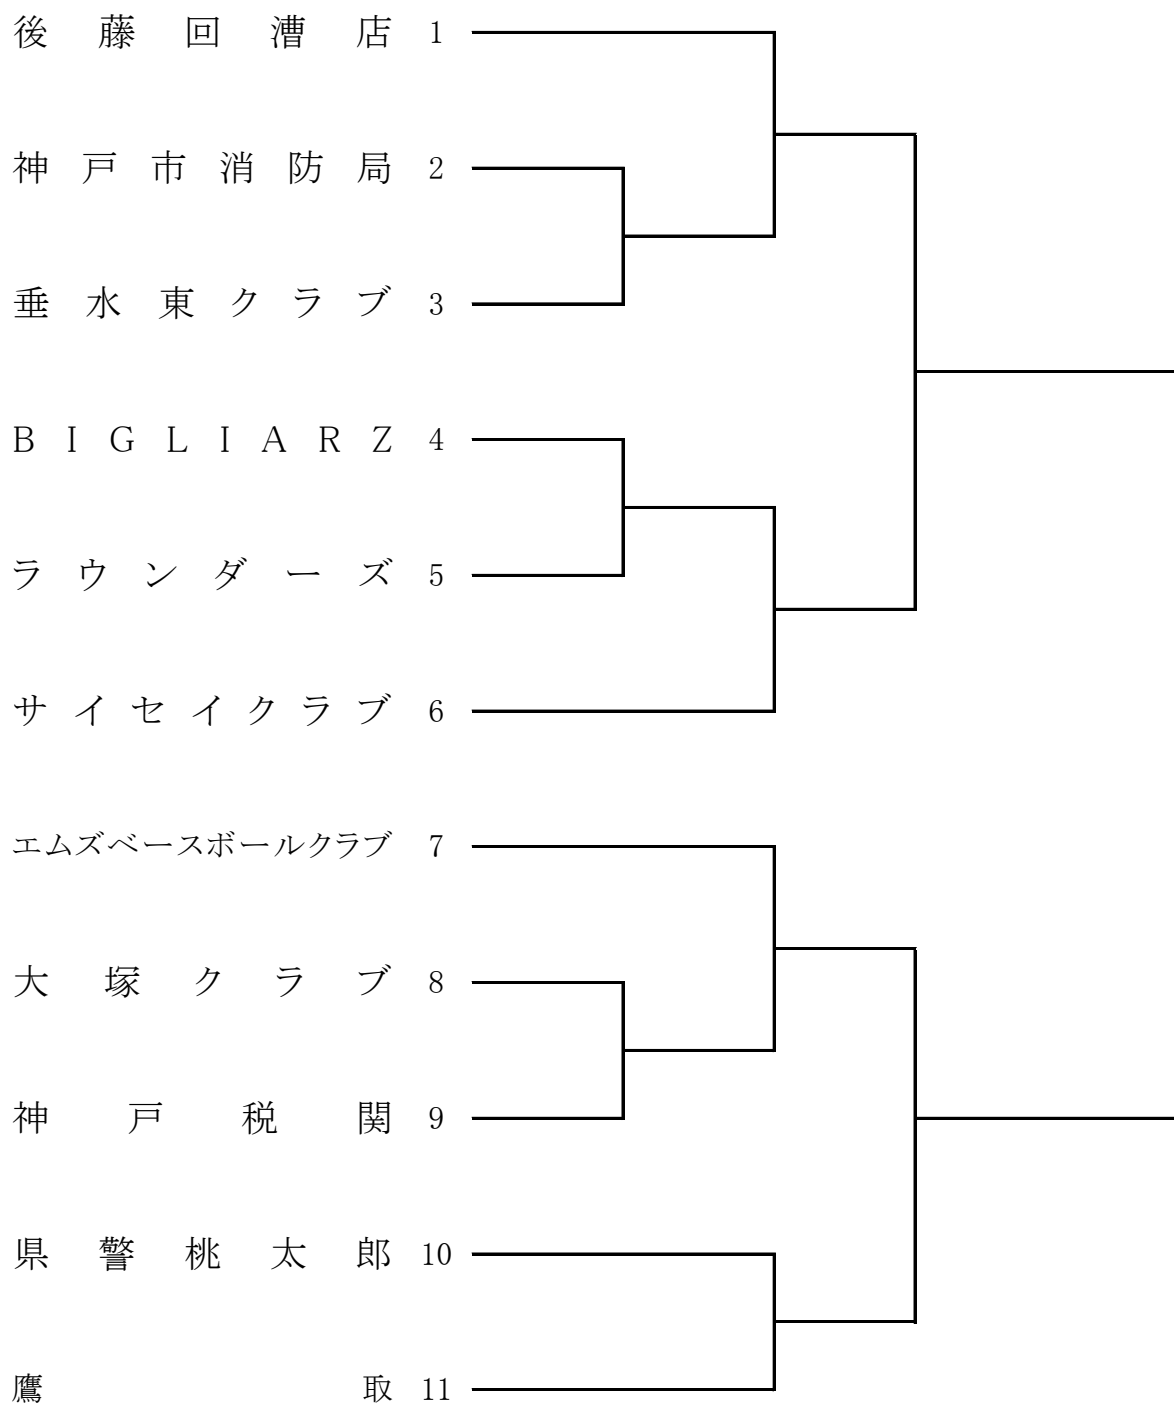 後藤回漕店 1
神戸市消防局 2
垂水東クラブ 3
BIGLIARZ 4
ラウンダーズ 5
サイセイクラブ 6
エムズベースボールクラブ 7
大塚クラブ 8
神戸税関 9
県警桃太郎 10
鷹取 11